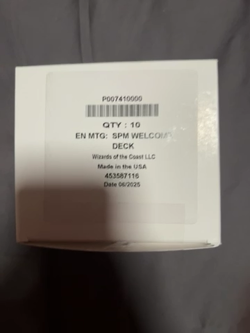 P007410000
QTY : 10
EN MTG: SPM WELCOME
DECK
Wizards of the Coast LLC
Made in the USA
453587116
Date 06/2025